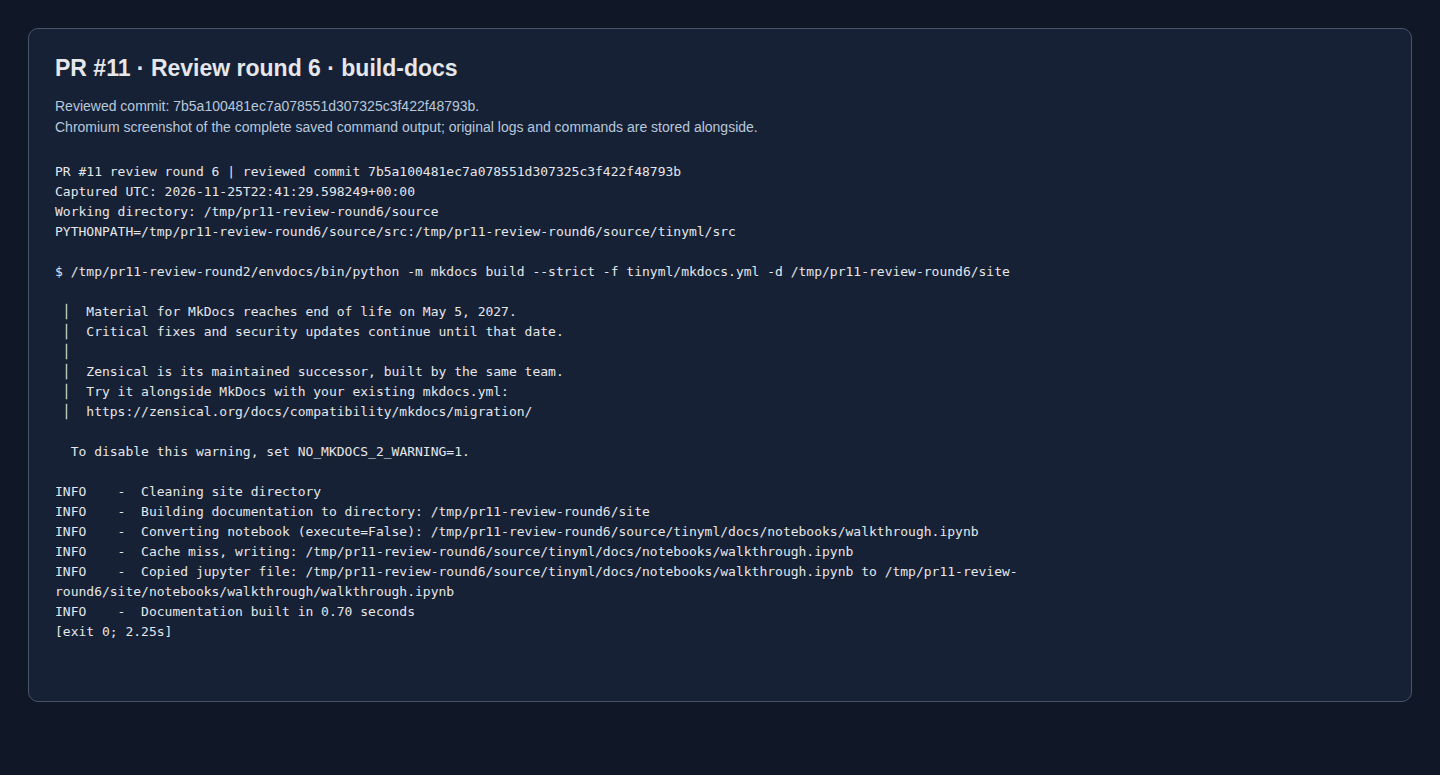 PR #11 · Review round 6 · build-docs
Reviewed commit: 7b5a100481ec7a078551d307325c3f422f48793b.
Chromium screenshot of the complete saved command output; original logs and commands are stored alongside.
PR #11 review round 6 | reviewed commit 7b5a100481ec7a078551d307325c3f422f48793b
Captured UTC: 2026-11-25T22:41:29.598249+00:00
Working directory: /tmp/pr11-review-round6/source
PYTHONPATH=/tmp/pr11-review-round6/source/src:/tmp/pr11-review-round6/source/tinyml/src
$ /tmp/pr11-review-round2/envdocs/bin/python -m mkdocs build --strict -f tinyml/mkdocs.yml -d /tmp/pr11-review-round6/site
│  Material for MkDocs reaches end of life on May 5, 2027.
│  Critical fixes and security updates continue until that date.
│
│  Zensical is its maintained successor, built by the same team.
│  Try it alongside MkDocs with your existing mkdocs.yml:
│  https://zensical.org/docs/compatibility/mkdocs/migration/
To disable this warning, set NO_MKDOCS_2_WARNING=1.
INFO    -  Cleaning site directory
INFO    -  Building documentation to directory: /tmp/pr11-review-round6/site
INFO    -  Converting notebook (execute=False): /tmp/pr11-review-round6/source/tinyml/docs/notebooks/walkthrough.ipynb
INFO    -  Cache miss, writing: /tmp/pr11-review-round6/source/tinyml/docs/notebooks/walkthrough.ipynb
INFO    -  Copied jupyter file: /tmp/pr11-review-round6/source/tinyml/docs/notebooks/walkthrough.ipynb to /tmp/pr11-review-
round6/site/notebooks/walkthrough/walkthrough.ipynb
INFO    -  Documentation built in 0.70 seconds
[exit 0; 2.25s]